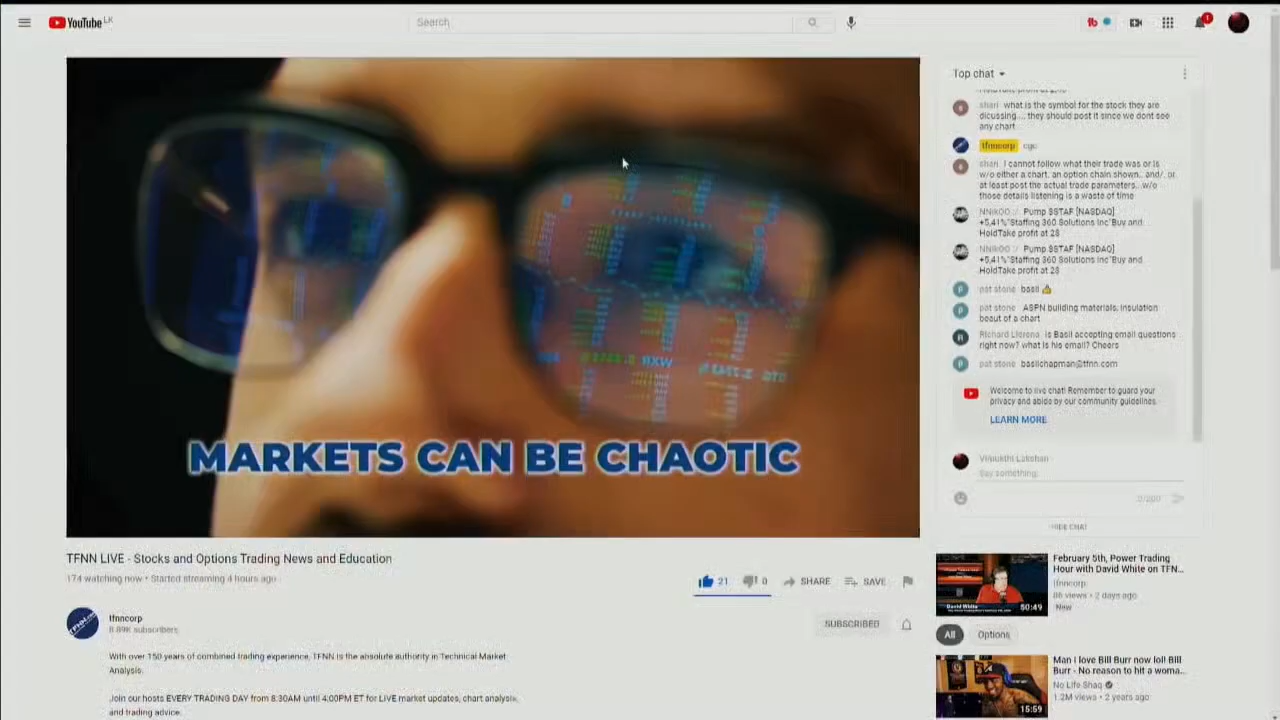 YouTube LK
Search
1
MARKETS CAN BE CHAOTIC
TFNN LIVE - Stocks and Options Trading News and Education
174 watching now • Started streaming 4 hours ago
21
0
SHARE
SAVE
tfnncorp
8.89K subscribers
SUBSCRIBED
With over 150 years of combined trading experience, TFNN is the absolute authority in Technical Market
Analysis.
Join our hosts EVERY TRADING DAY from 8:30AM until 4:00PM ET for LIVE market updates, chart analysis,
and trading advice.
Top chat
shari what is the symbol for the stock they are
dicussing.... they should post it since we dont see
any chart
tfnncorp cgc
shari I cannot follow what their trade was or is
w/o either a chart, an option chain shown.. and/. or
at least post the actual trade parameters...w/o
those details listening is a waste of time
Pump $STAF [NASDAQ]
+5,41% "Staffing 360 Solutions Inc"Buy and
HoldTake profit at 28
Pump $STAF [NASDAQ]
+5,41% "Staffing 360 Solutions Inc"Buy and
HoldTake profit at 28
pat stone basil 👍
pat stone ASPN building materials, insulation
beaut of a chart
Richard Llerena is Basil accepting email questions
right now? what is his email? Cheers
pat stone basilchapman@tfnn.com
Welcome to live chat! Remember to guard your
privacy and abide by our community guidelines.
LEARN MORE
Vimukthi Lakshan
Say something...
0/200
HIDE CHAT
February 5th, Power Trading
Hour with David White on TFN...
tfnncorp
86 views • 2 days ago
New
David White
50:49
All
Options
Man I love Bill Burr now lol! Bill
Burr - No reason to hit a woma...
No Life Shaq
1.2M views • 2 years ago
15:59